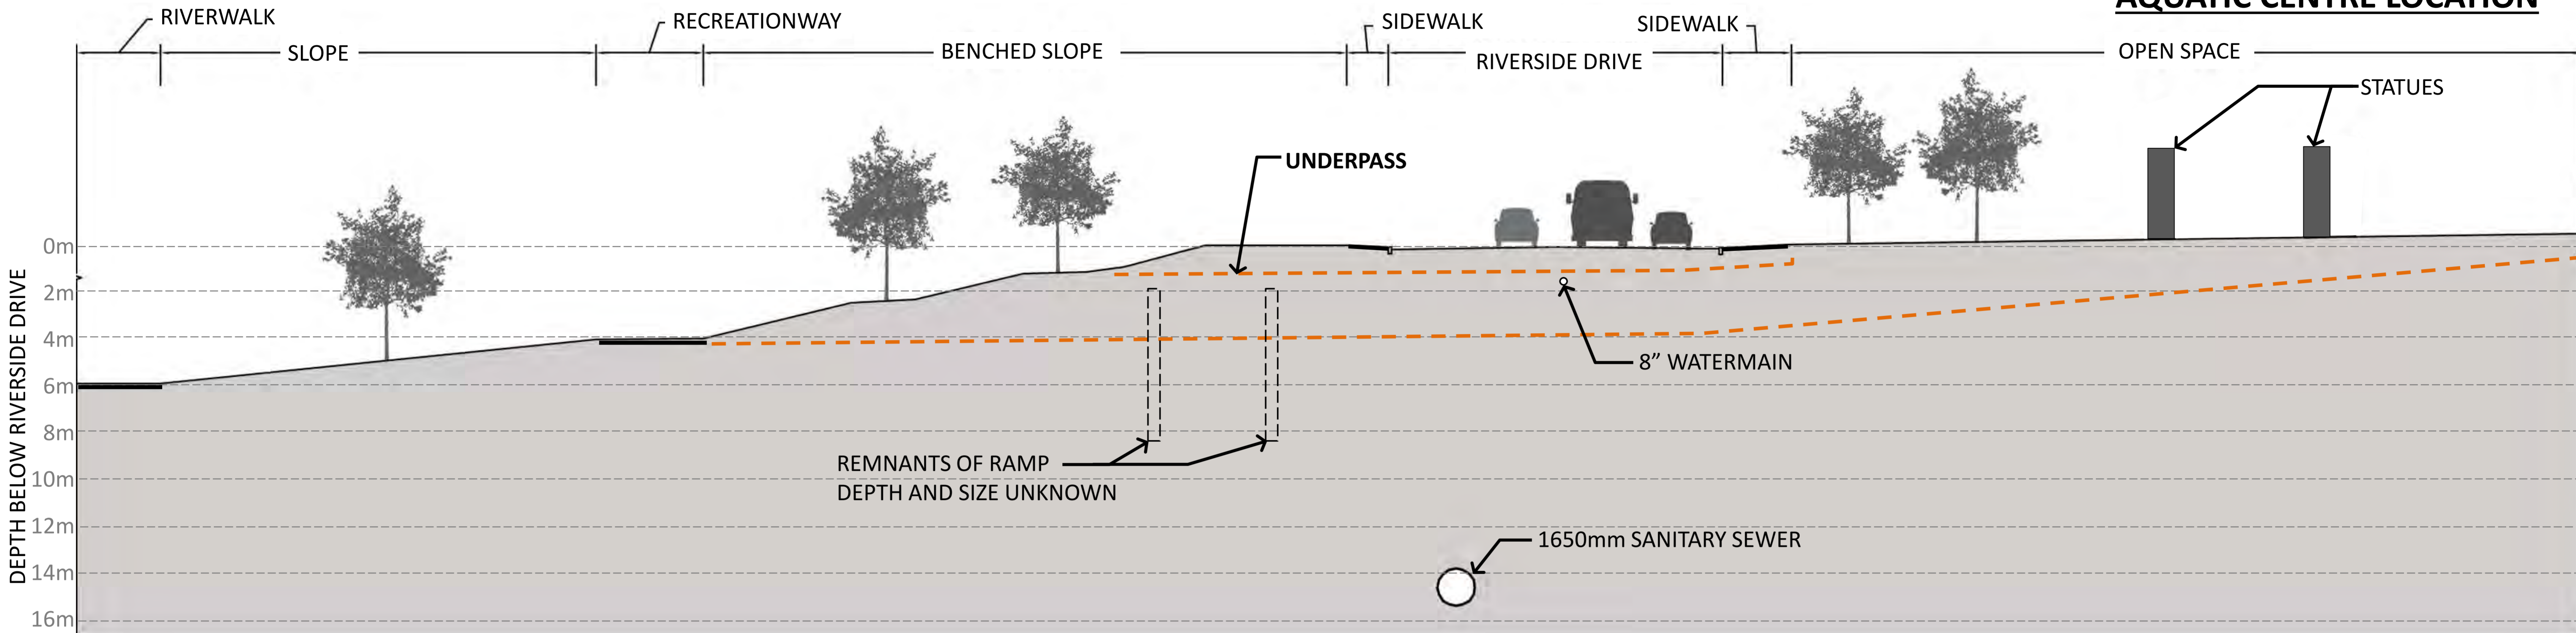 AQUATIC CENTRE LOCATION
RIVERWALK
SLOPE
RECREATIONWAY
BENCHED SLOPE
SIDEWALK
RIVERSIDE DRIVE
SIDEWALK
OPEN SPACE
STATUES
UNDERPASS
DEPTH BELOW RIVERSIDE DRIVE
0m
2m
4m
6m
8m
10m
12m
14m
16m
8” WATERMAIN
REMNANTS OF RAMP
DEPTH AND SIZE UNKNOWN
1650mm SANITARY SEWER